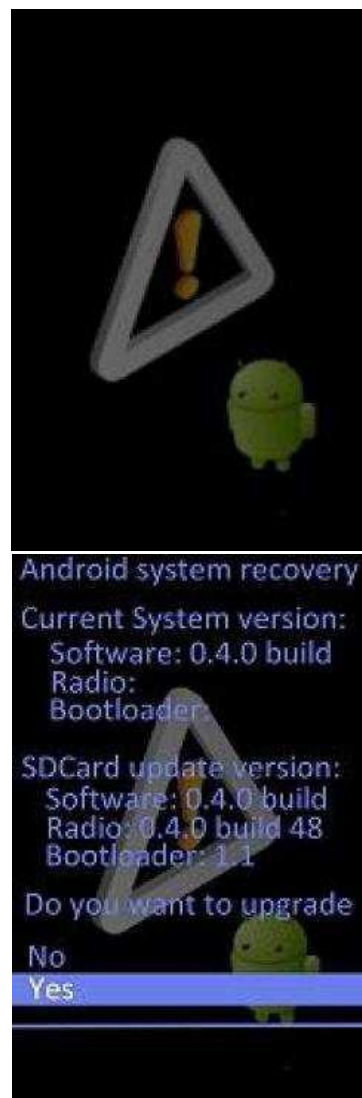 Android system recovery
Current System version:
Software: 0.4.0 build
Radio:
Bootloader:
SDCard update version:
Software: 0.4.0 build
Radio: 0.4.0 build 48
Bootloader: 1.1
Do you want to upgrade
No
Yes